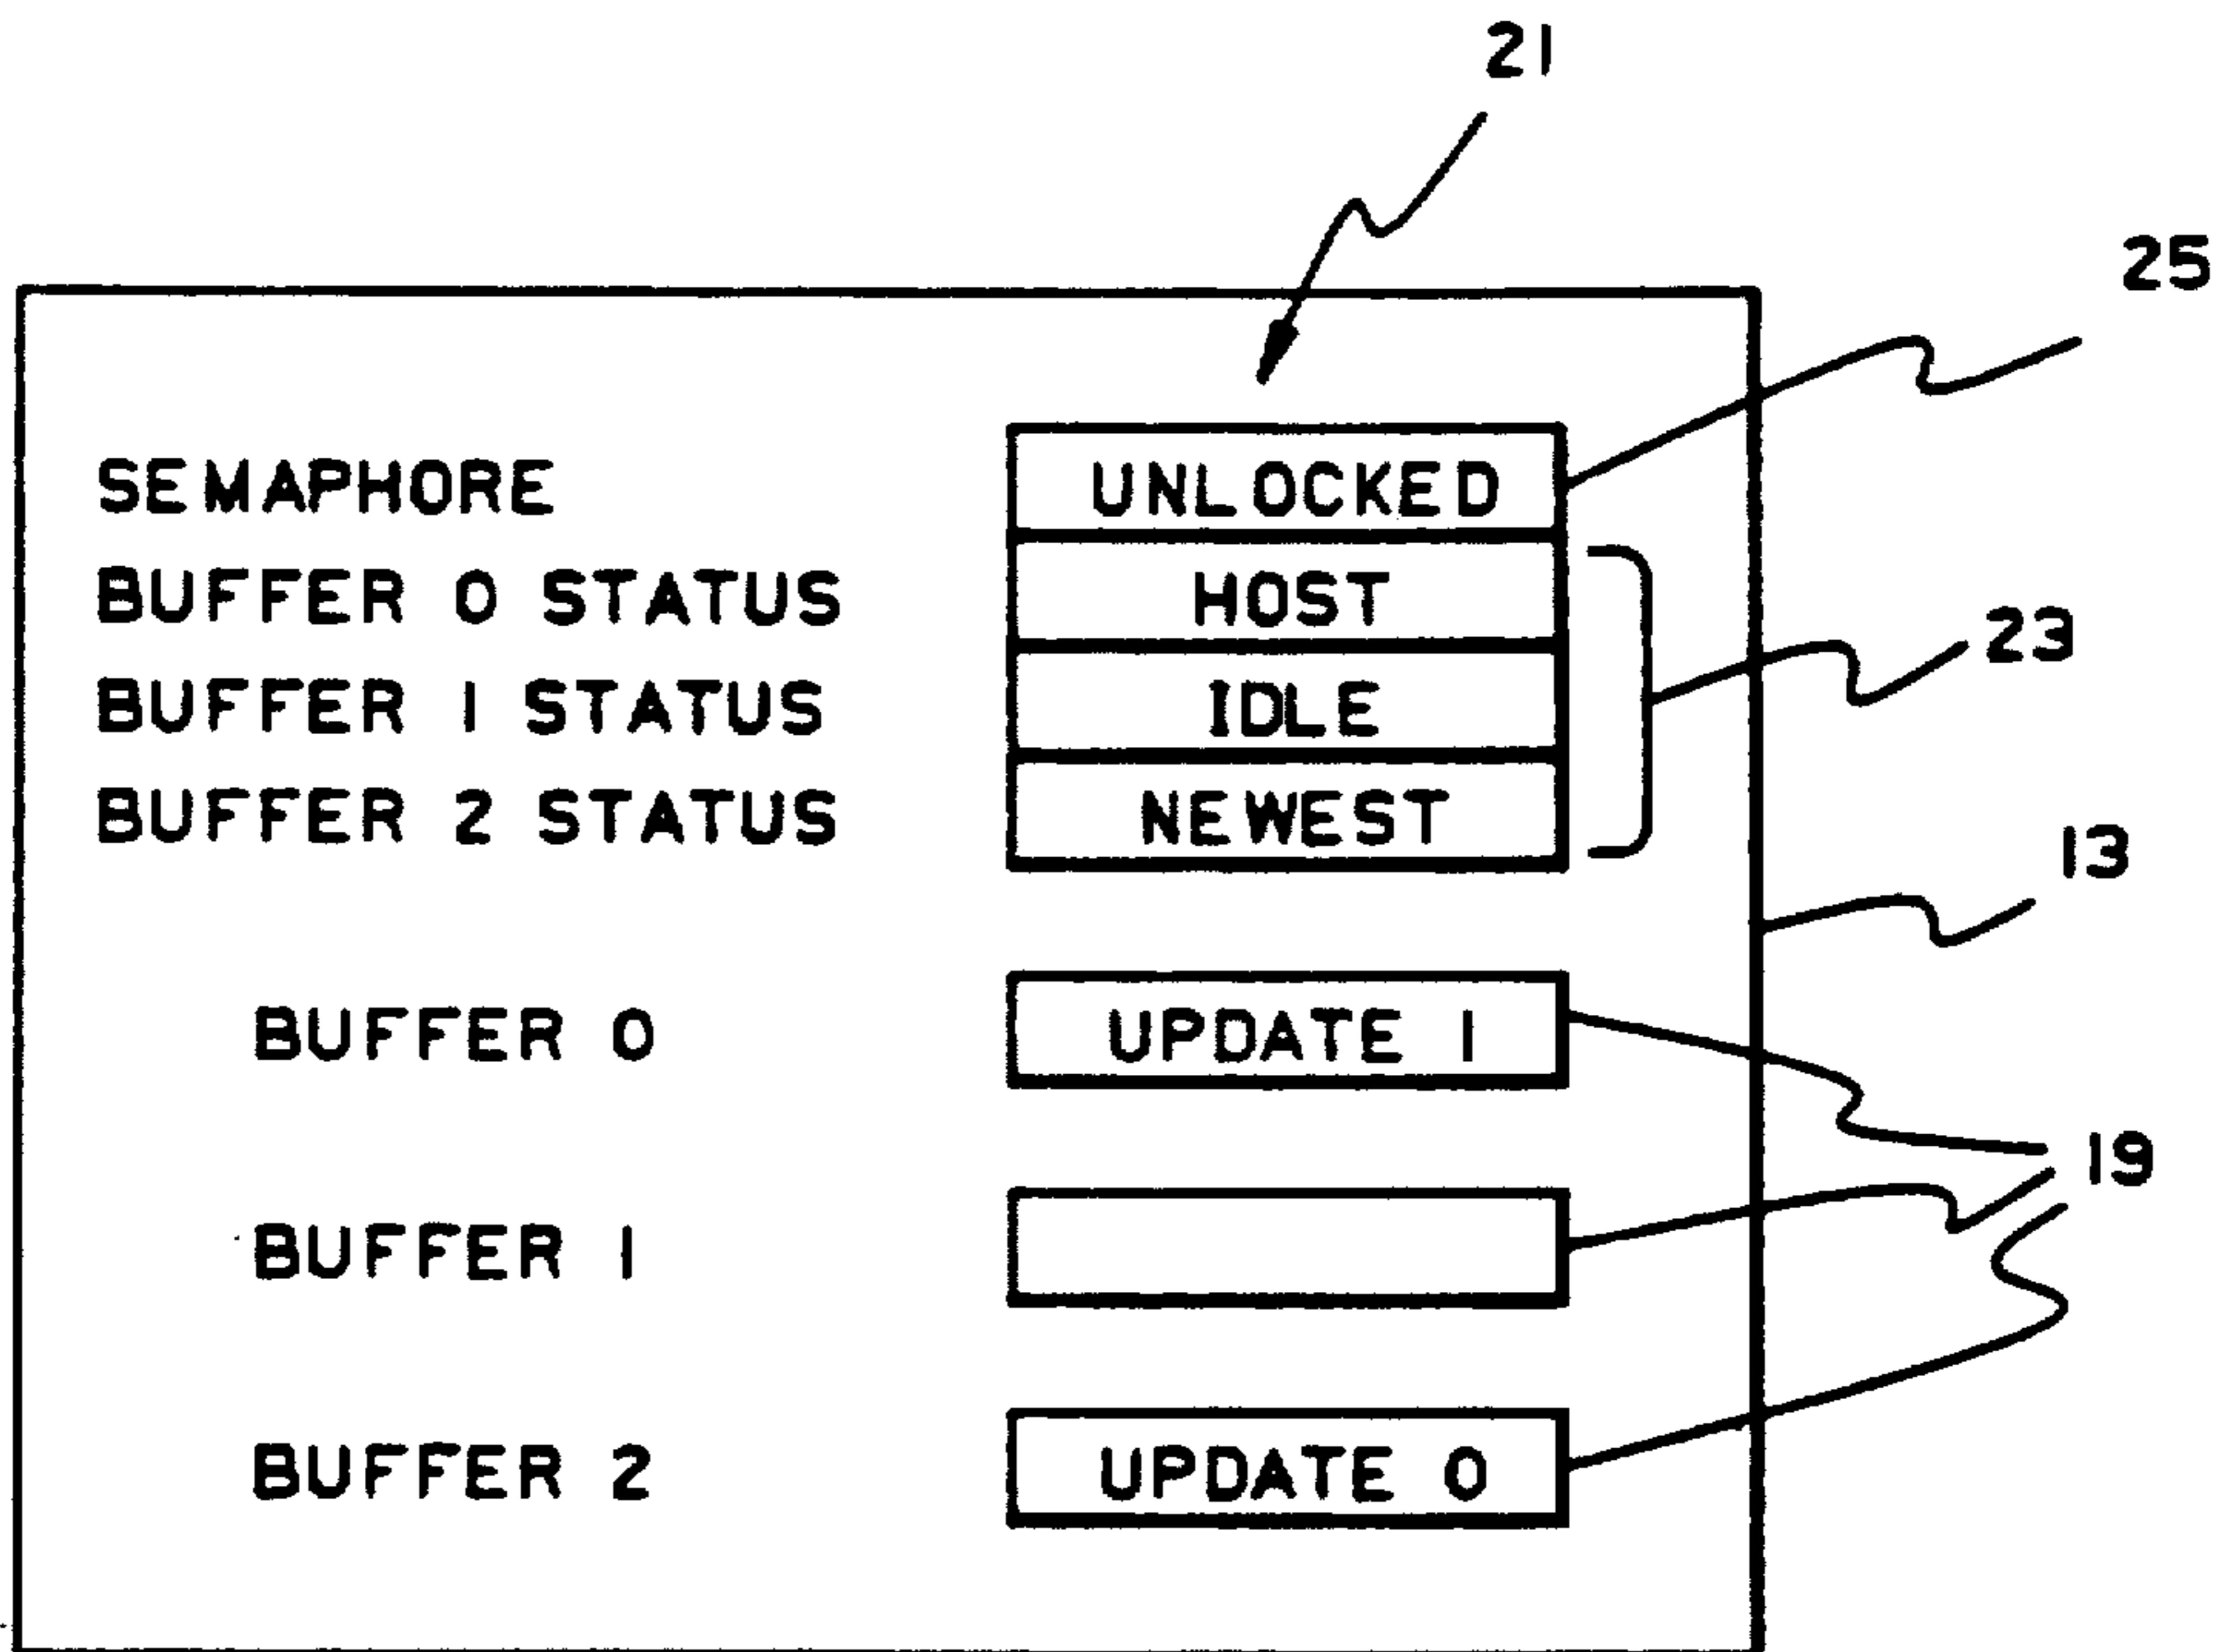 21
25
SEMAPHORE UNLOCKED
BUFFER 0 STATUS HOST
23
BUFFER 1 STATUS IDLE
BUFFER 2 STATUS NEWEST
13
BUFFER 0 UPDATE 1
19
BUFFER 1
BUFFER 2 UPDATE 0